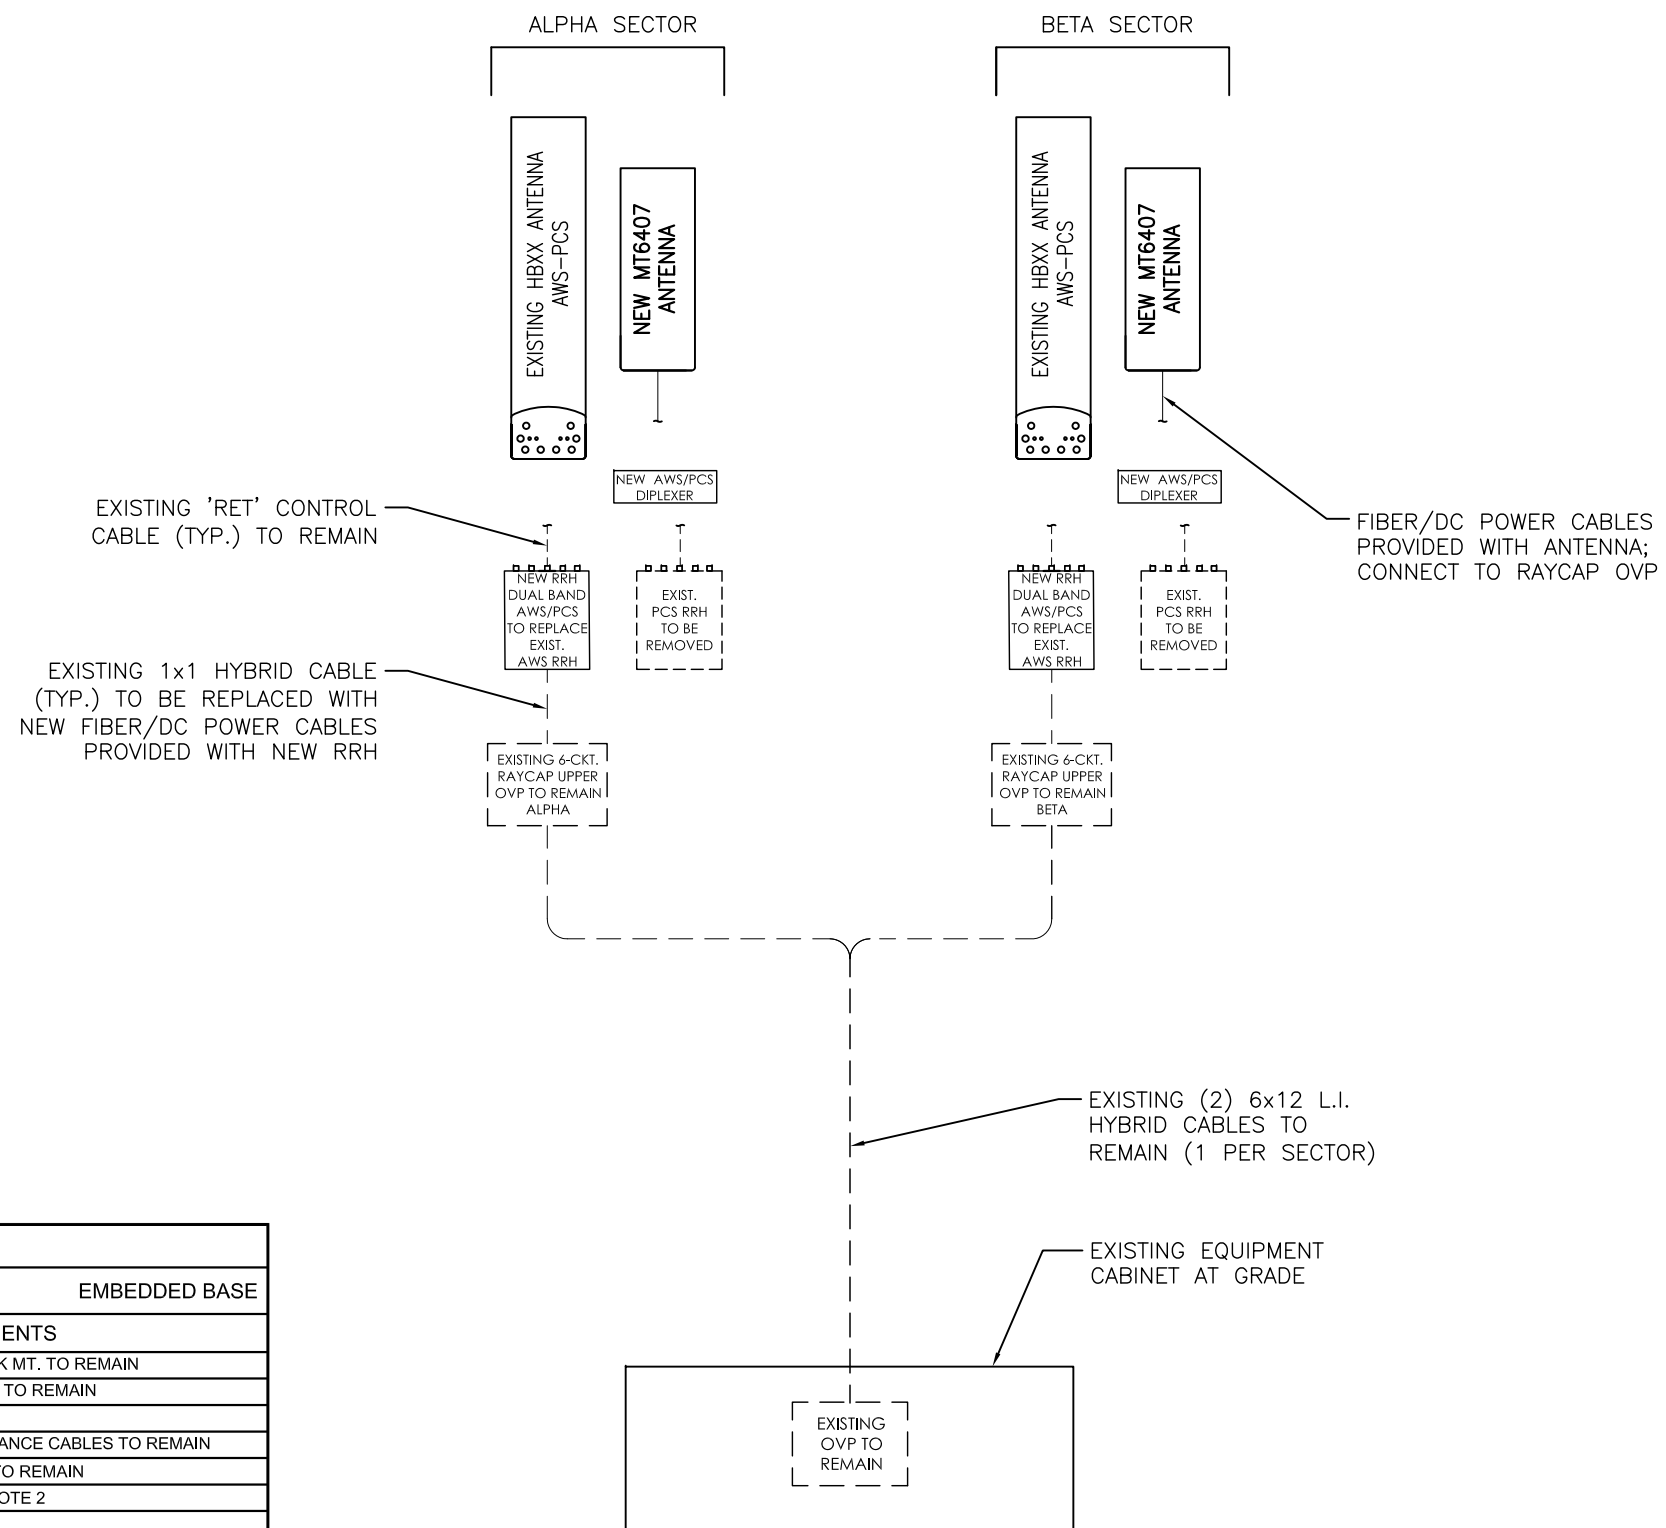 ALPHA SECTOR
BETA SECTOR
EXISTING HBXX ANTENNA
AWS-PCS
NEW MT6407
ANTENNA
EXISTING HBXX ANTENNA
AWS-PCS
NEW MT6407
ANTENNA
NEW AWS/PCS
DIPLEXER
NEW AWS/PCS
DIPLEXER
EXISTING 'RET' CONTROL
CABLE (TYP.) TO REMAIN
FIBER/DC POWER CABLES
PROVIDED WITH ANTENNA;
CONNECT TO RAYCAP OVP
NEW RRH
DUAL BAND
AWS/PCS
TO REPLACE
EXIST.
AWS RRH
EXIST.
PCS RRH
TO BE
REMOVED
NEW RRH
DUAL BAND
AWS/PCS
TO REPLACE
EXIST.
AWS RRH
EXIST.
PCS RRH
TO BE
REMOVED
EXISTING 1x1 HYBRID CABLE
(TYP.) TO BE REPLACED WITH
NEW FIBER/DC POWER CABLES
PROVIDED WITH NEW RRH
EXISTING 6-CKT.
RAYCAP UPPER
OVP TO REMAIN
ALPHA
EXISTING 6-CKT.
RAYCAP UPPER
OVP TO REMAIN
BETA
EXISTING (2) 6x12 L.I.
HYBRID CABLES TO
REMAIN (1 PER SECTOR)
EXISTING EQUIPMENT
CABINET AT GRADE
EXISTING
OVP TO
REMAIN
EMBEDDED BASE
ENTS
K MT. TO REMAIN
TO REMAIN
ANCE CABLES TO REMAIN
TO REMAIN
OTE 2